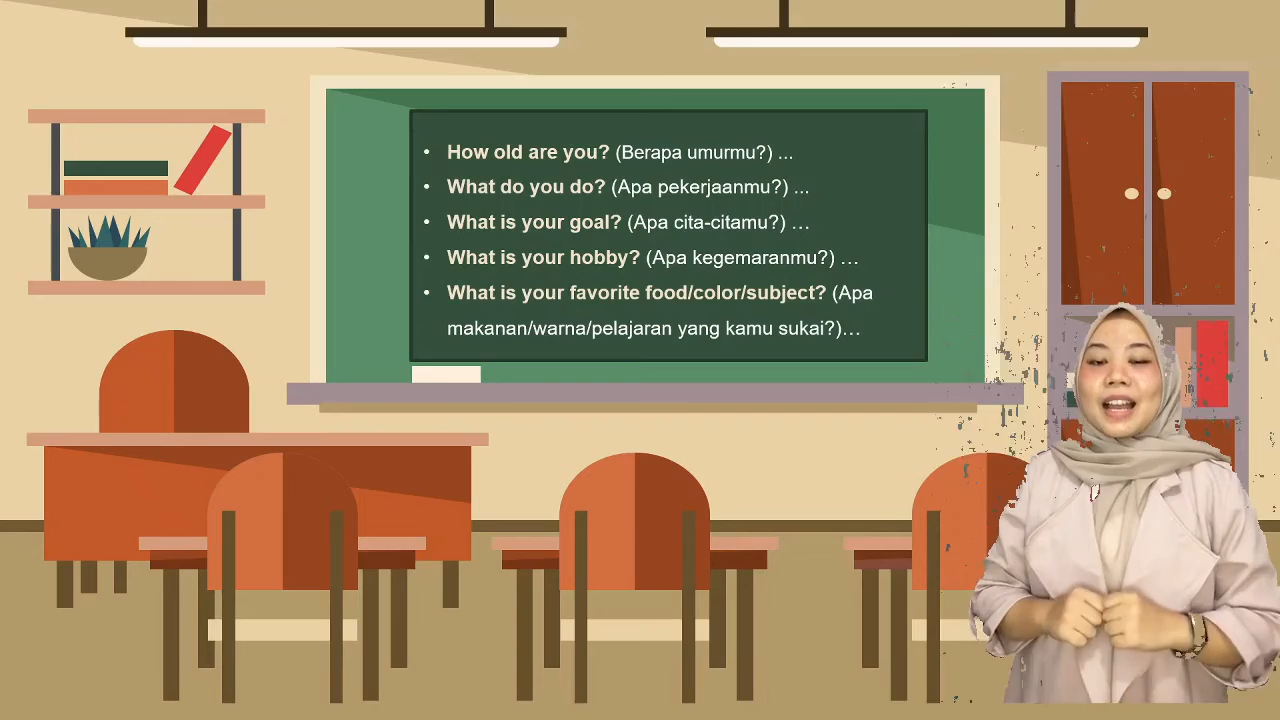 • How old are you? (Berapa umurmu?) ...
• What do you do? (Apa pekerjaanmu?) ...
• What is your goal? (Apa cita-citamu?) ...
• What is your hobby? (Apa kegemaranmu?) ...
• What is your favorite food/color/subject? (Apa
makanan/warna/pelajaran yang kamu sukai?)...